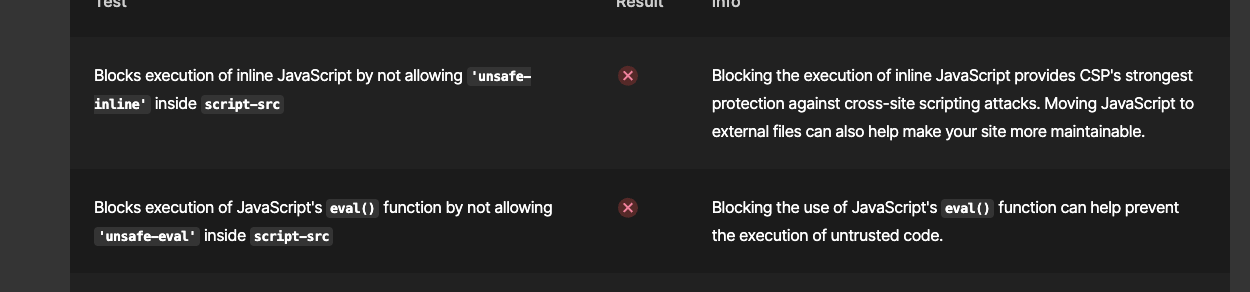 Test Result Info
Blocks execution of inline JavaScript by not allowing 'unsafe-
inline' inside script-src
Blocking the execution of inline JavaScript provides CSP's strongest
protection against cross-site scripting attacks. Moving JavaScript to
external files can also help make your site more maintainable.
Blocks execution of JavaScript's eval() function by not allowing
'unsafe-eval' inside script-src
Blocking the use of JavaScript's eval() function can help prevent
the execution of untrusted code.